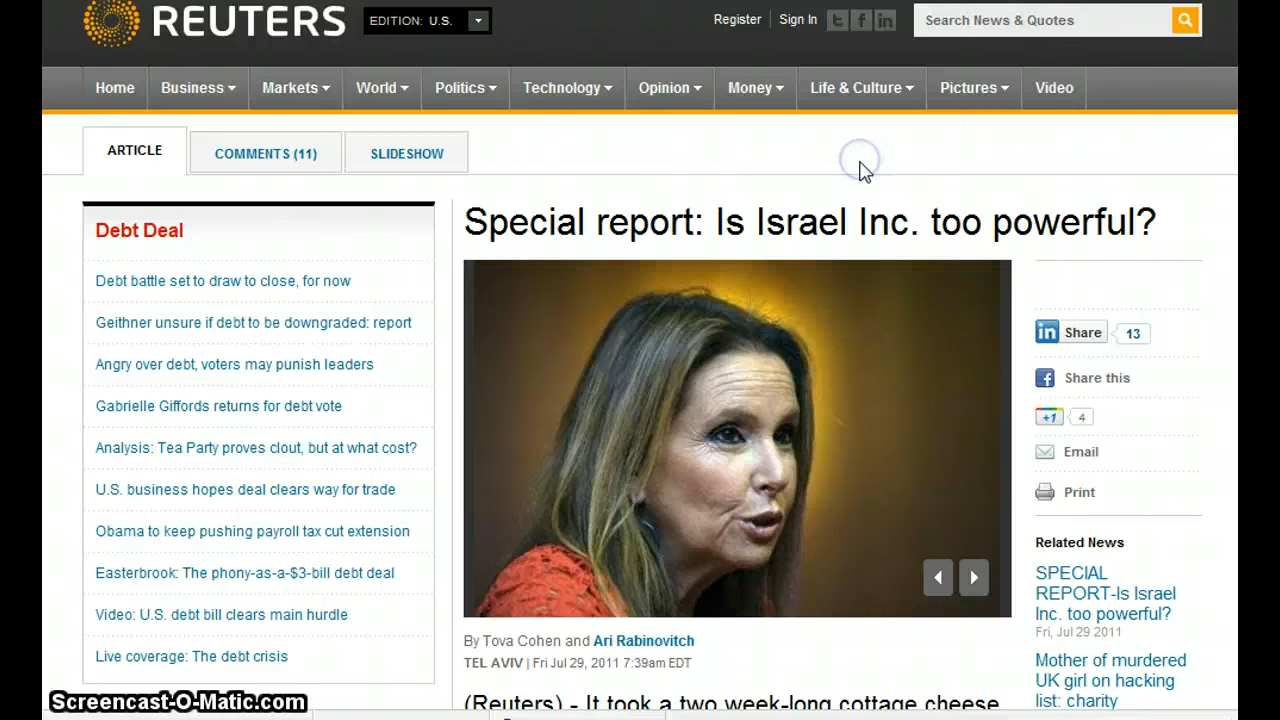 REUTERS
EDITION: U.S.
Register
Sign In
Search News & Quotes
Home
Business
Markets
World
Politics
Technology
Opinion
Money
Life & Culture
Pictures
Video
ARTICLE
COMMENTS (11)
SLIDESHOW
Debt Deal
Debt battle set to draw to close, for now
Geithner unsure if debt to be downgraded: report
Angry over debt, voters may punish leaders
Gabrielle Giffords returns for debt vote
Analysis: Tea Party proves clout, but at what cost?
U.S. business hopes deal clears way for trade
Obama to keep pushing payroll tax cut extension
Easterbrook: The phony-as-a-$3-bill debt deal
Video: U.S. debt bill clears main hurdle
Live coverage: The debt crisis
Special report: Is Israel Inc. too powerful?
By Tova Cohen and Ari Rabinovitch
TEL AVIV | Fri Jul 29, 2011 7:39am EDT
(Reuters) - It took a two week-long cottage cheese
in Share 13
f Share this
+1 4
Email
Print
Related News
SPECIAL
REPORT-Is Israel
Inc. too powerful?
Fri, Jul 29 2011
Mother of murdered
UK girl on hacking
list: charity
Screencast-O-Matic.com